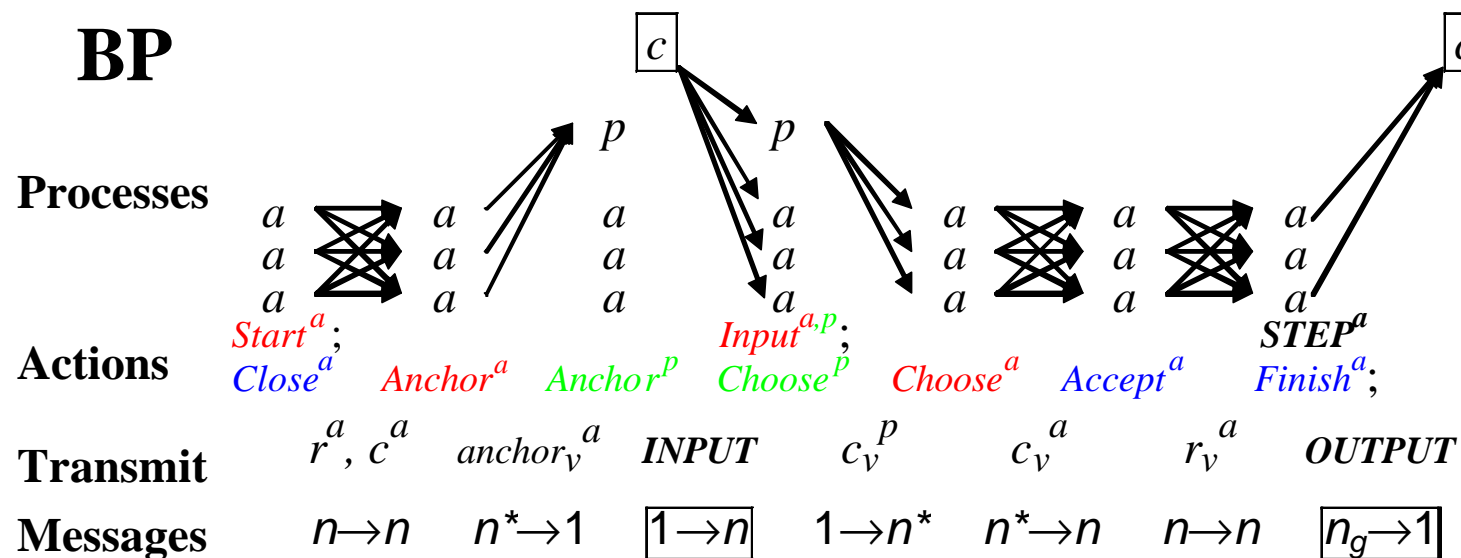 BP
c
c
p p
Processes
a a a a a a a
a a a a a a a
a a a a a a a
Start^a; Input^a,p; STEP^a
Actions
Close^a Anchor^a Anchor^p Choose^p Choose^a Accept^a Finish^a;
Transmit r^a, c^a anchor_v^a INPUT c_v^p c_v^a r_v^a OUTPUT
Messages n→n n*→1 1→n 1→n* n*→n n→n n_g→1